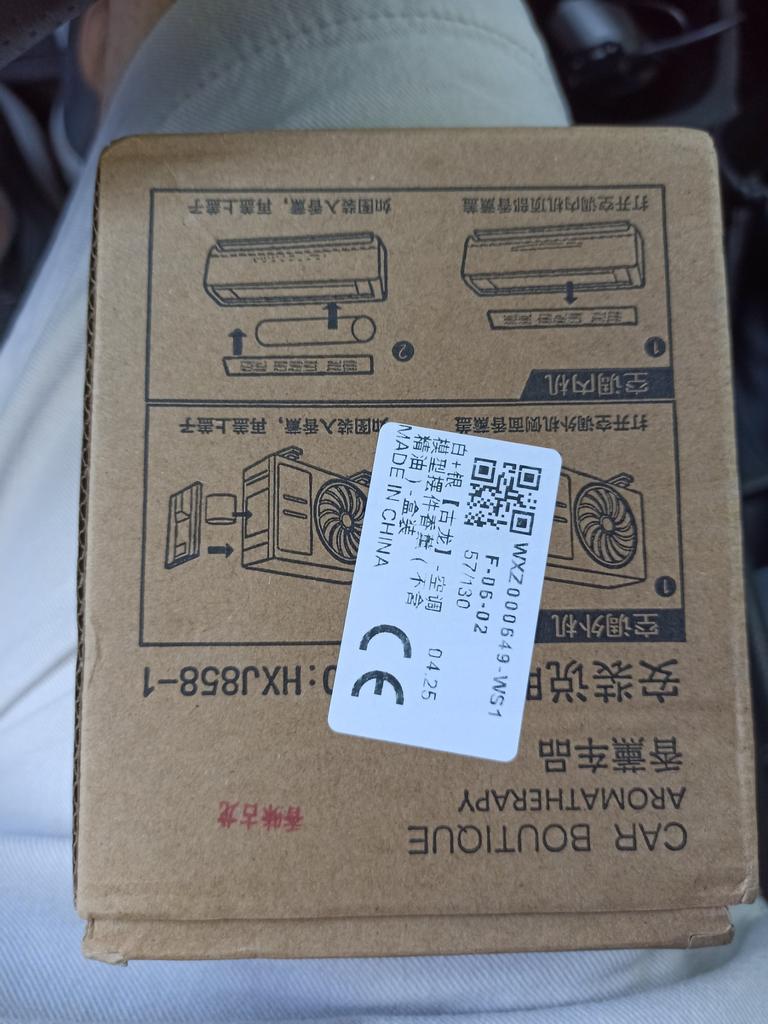 CAR BOUTIQUE
AROMATHERAPY
香薰车品
香味古龙
安装说
:HXJ858-1
空调外机
1
打开空调外机侧面香薰盖
如图装入香薰，再盖上盖子
空调内机
1
2
打开空调内机顶部香薰盖
如图装入香薰，再盖上盖子
WXZ000649-WS1
F-06-02
57/130
白+银【古龙】-空调
模型摆件香薰（不含
精油）-盒装
04.25
MADE IN CHINA
CE